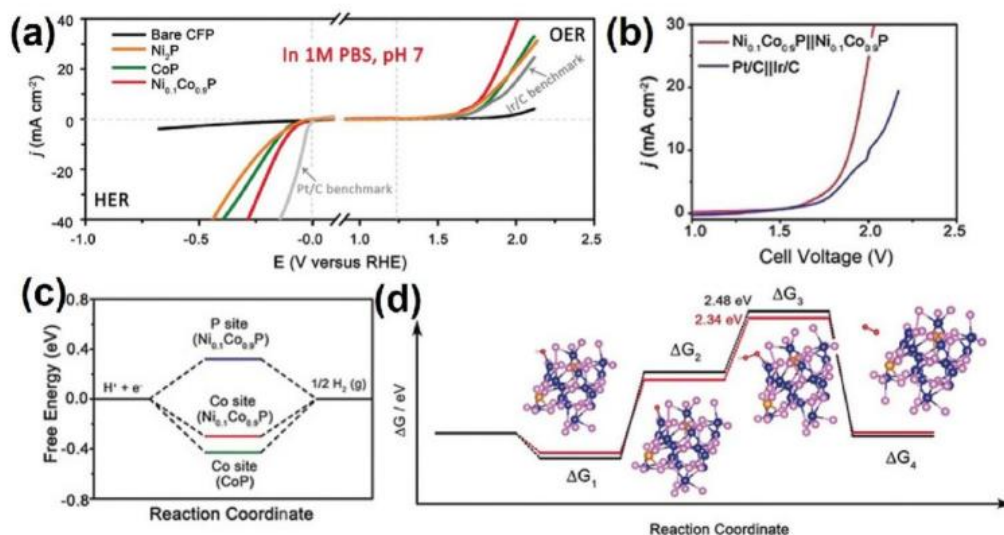 (a)
40
20
0
-20
-40
j (mA cm⁻²)
Bare CFP
Ni₂P
CoP
Ni₀.₁Co₀.₉P
In 1M PBS, pH 7
OER
Ir/C benchmark
Pt/C benchmark
HER
-1.0 -0.5 -0.0 1.5 2.0 2.5
E (V versus RHE)
(b)
30
20
10
0
j (mA cm⁻²)
Ni₀.₁Co₀.₉P||Ni₀.₁Co₀.₉P
Pt/C||Ir/C
1.0 1.5 2.0 2.5
Cell Voltage (V)
(c)
0.8
0.4
0.0
-0.4
-0.8
Free Energy (eV)
P site
(Ni₀.₁Co₀.₉P)
H⁺ + e⁻
1/2 H₂ (g)
Co site
(Ni₀.₁Co₀.₉P)
Co site
(CoP)
Reaction Coordinate
(d)
ΔG / eV
2.48 eV
2.34 eV
ΔG₃
ΔG₂
ΔG₁
ΔG₄
Reaction Coordinate